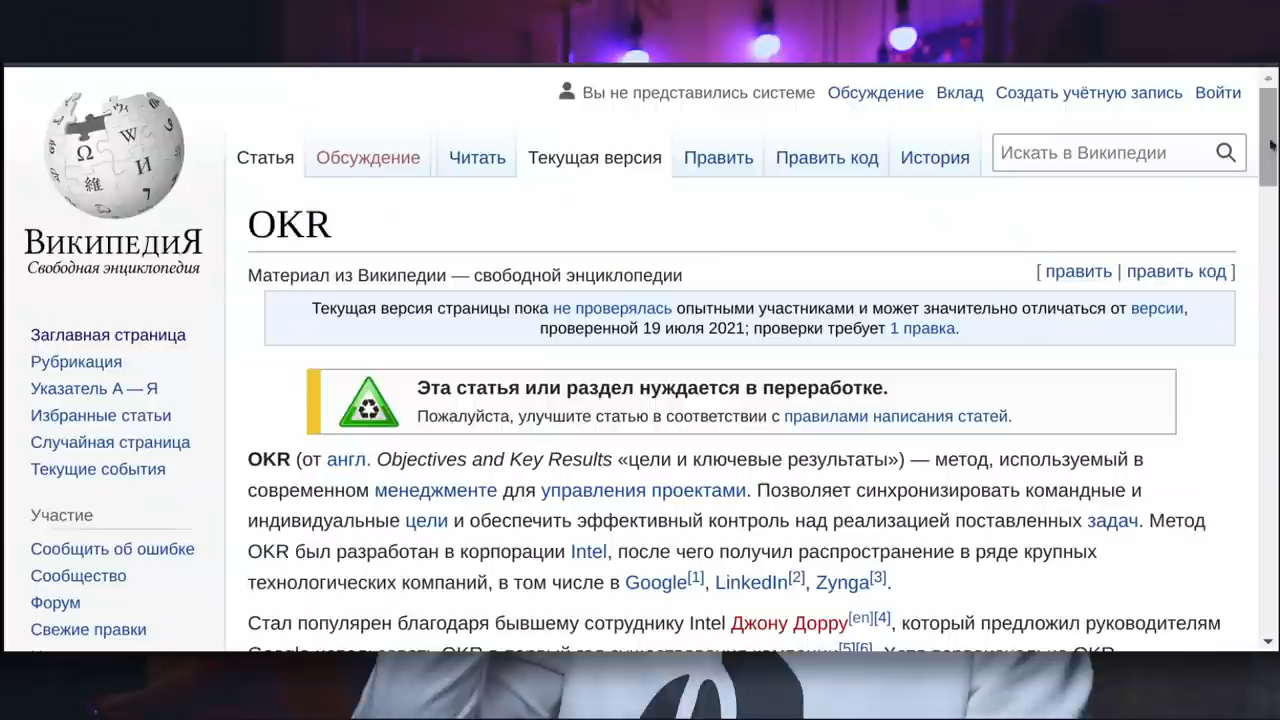 Вы не представились системе Обсуждение Вклад Создать учётную запись Войти
Статья Обсуждение Читать Текущая версия Править Править код История Искать в Википедии
ВикипедиЯ
Свободная энциклопедия
OKR
Материал из Википедии — свободной энциклопедии [ править | править код ]
Текущая версия страницы пока не проверялась опытными участниками и может значительно отличаться от версии,
проверенной 19 июля 2021; проверки требует 1 правка.
Заглавная страница
Рубрикация
Указатель А — Я
Избранные статьи
Случайная страница
Текущие события
Участие
Сообщить об ошибке
Сообщество
Форум
Свежие правки
Эта статья или раздел нуждается в переработке.
Пожалуйста, улучшите статью в соответствии с правилами написания статей.
OKR (от англ. Objectives and Key Results «цели и ключевые результаты») — метод, используемый в
современном менеджменте для управления проектами. Позволяет синхронизировать командные и
индивидуальные цели и обеспечить эффективный контроль над реализацией поставленных задач. Метод
OKR был разработан в корпорации Intel, после чего получил распространение в ряде крупных
технологических компаний, в том числе в Google[1], LinkedIn[2], Zynga[3].
Стал популярен благодаря бывшему сотруднику Intel Джону Дорру[en][4], который предложил руководителям